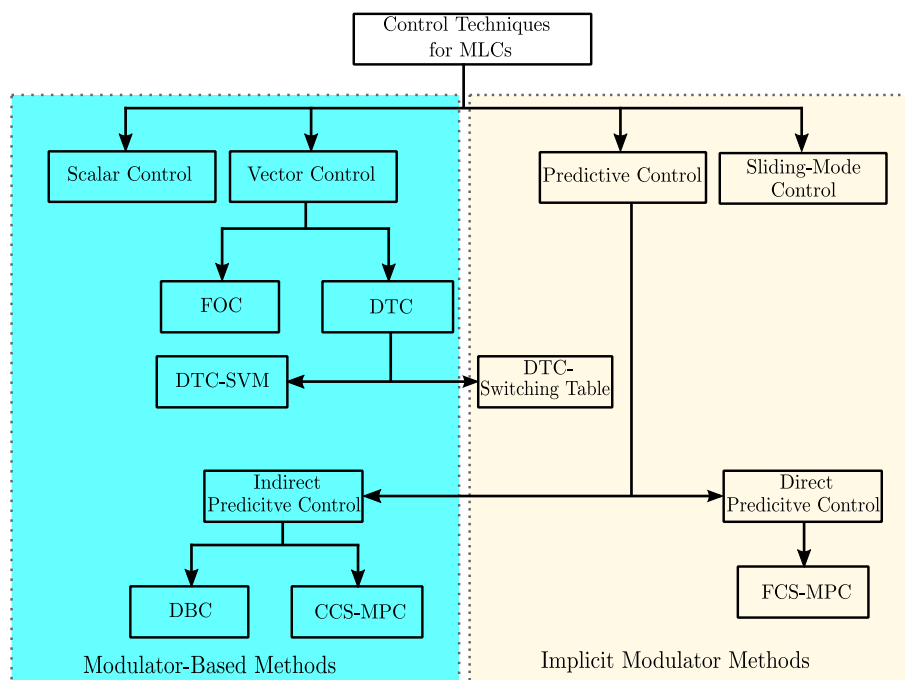 Control Techniques
for MLCs
Scalar Control
Vector Control
Predictive Control
Sliding-Mode
Control
FOC
DTC
DTC-SVM
DTC-
Switching Table
Indirect
Predicitve Control
Direct
Predicitve Control
DBC
CCS-MPC
FCS-MPC
Modulator-Based Methods
Implicit Modulator Methods